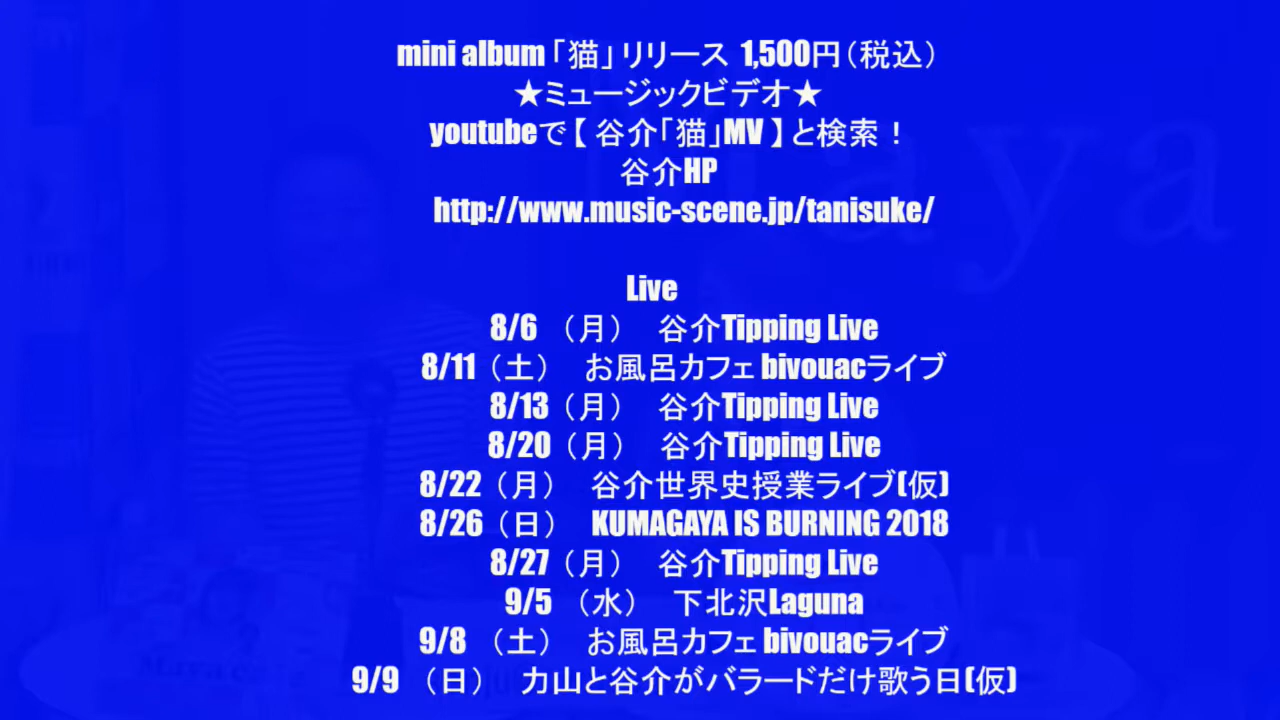 mini album「猫」リリース 1,500円（税込）
★ミュージックビデオ★
youtubeで【 谷介「猫」MV 】と検索！
谷介HP
http://www.music-scene.jp/tanisuke/
Live
8/6 （月） 谷介Tipping Live
8/11（土） お風呂カフェ bivouacライブ
8/13（月） 谷介Tipping Live
8/20（月） 谷介Tipping Live
8/22（月） 谷介世界史授業ライブ(仮)
8/26（日） KUMAGAYA IS BURNING 2018
8/27（月） 谷介Tipping Live
9/5 （水） 下北沢Laguna
9/8 （土） お風呂カフェ bivouacライブ
9/9 （日） 力山と谷介がバラードだけ歌う日(仮)